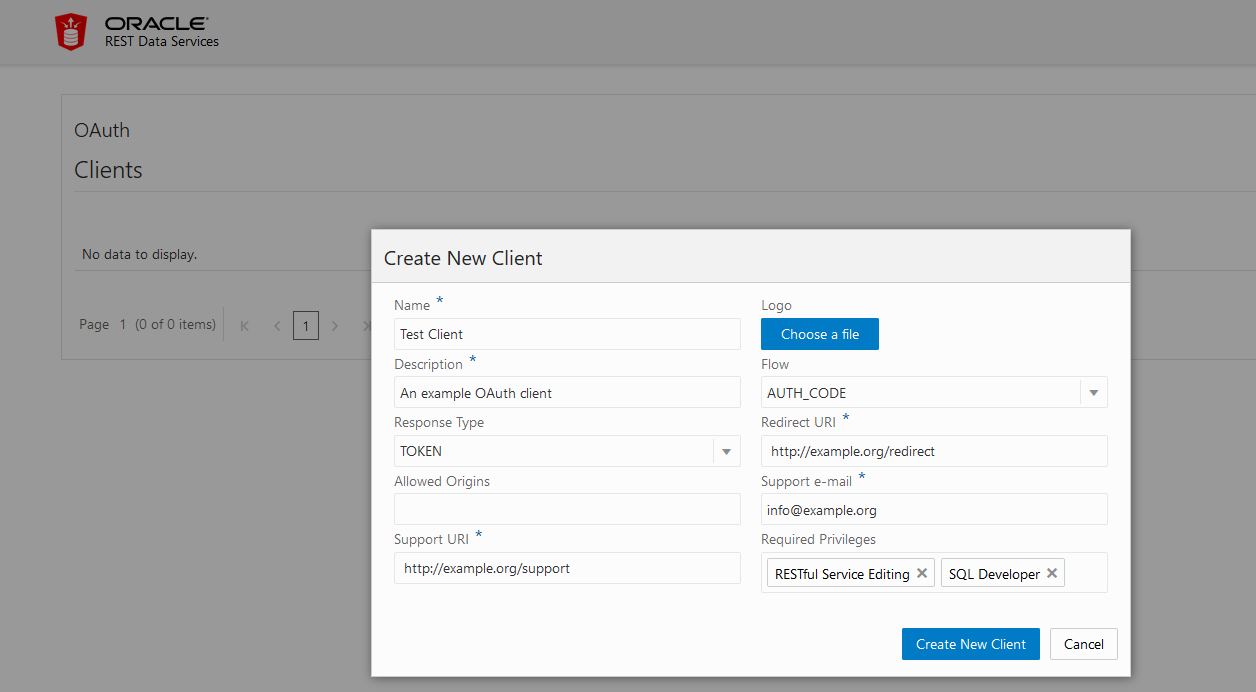 ORACLE®
REST Data Services
OAuth
Clients
No data to display.
Page 1 (0 of 0 items) 1
Create New Client
Name *
Test Client
Logo
Choose a file
Description *
An example OAuth client
Flow
AUTH_CODE
Response Type
TOKEN
Redirect URI *
http://example.org/redirect
Allowed Origins
Support e-mail *
info@example.org
Support URI *
http://example.org/support
Required Privileges
RESTful Service Editing
SQL Developer
Create New Client
Cancel